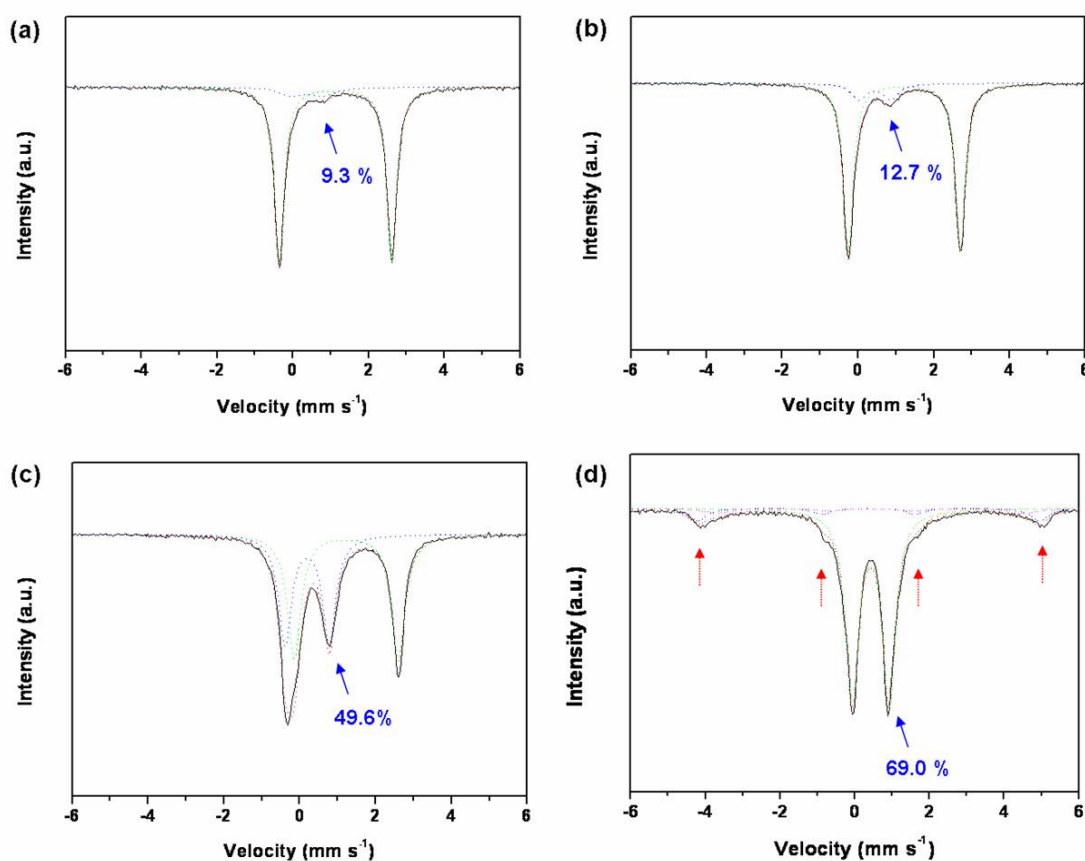 (a)
Intensity (a.u.)
9.3 %
-6 -4 -2 0 2 4 6
Velocity (mm s⁻¹)
(b)
Intensity (a.u.)
12.7 %
-6 -4 -2 0 2 4 6
Velocity (mm s⁻¹)
(c)
Intensity (a.u.)
49.6%
-6 -4 -2 0 2 4 6
Velocity (mm s⁻¹)
(d)
Intensity (a.u.)
69.0 %
-6 -4 -2 0 2 4 6
Velocity (mm s⁻¹)